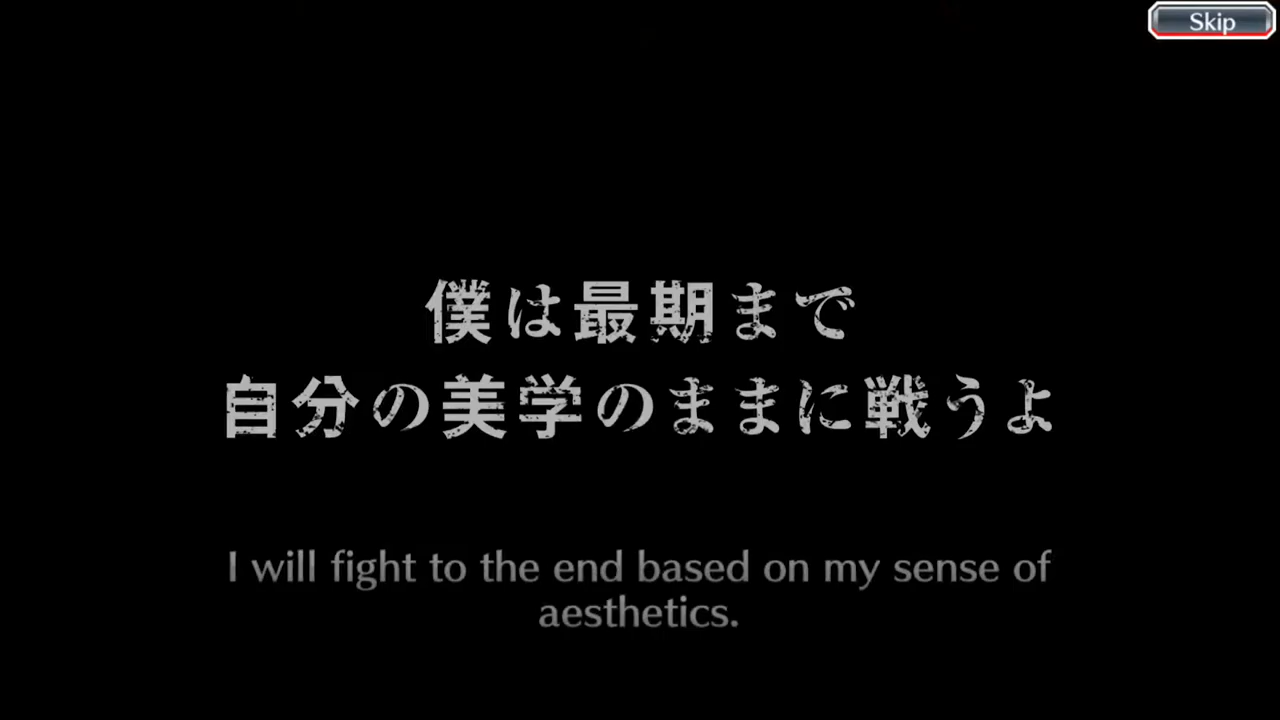 Skip
僕は最期まで
自分の美学のままに戦うよ
I will fight to the end based on my sense of
aesthetics.